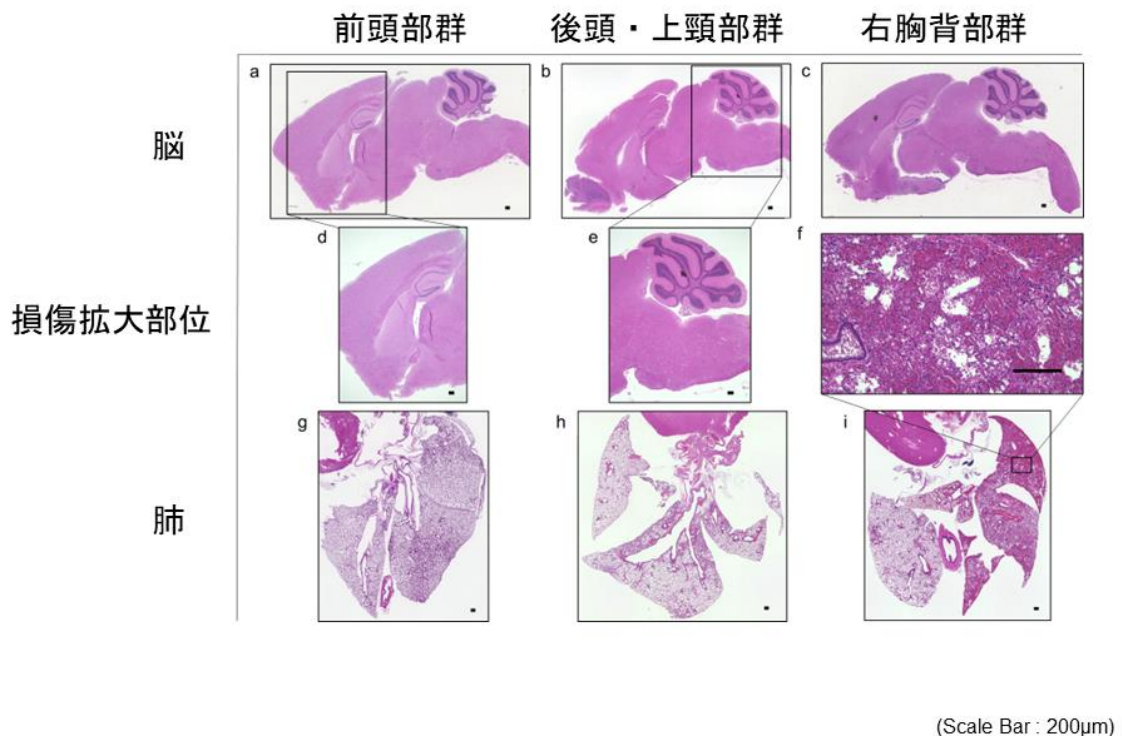 前頭部群 後頭・上頸部群 右胸背部群
a b c
脳
d e f
損傷拡大部位
g h i
肺
(Scale Bar : 200μm)